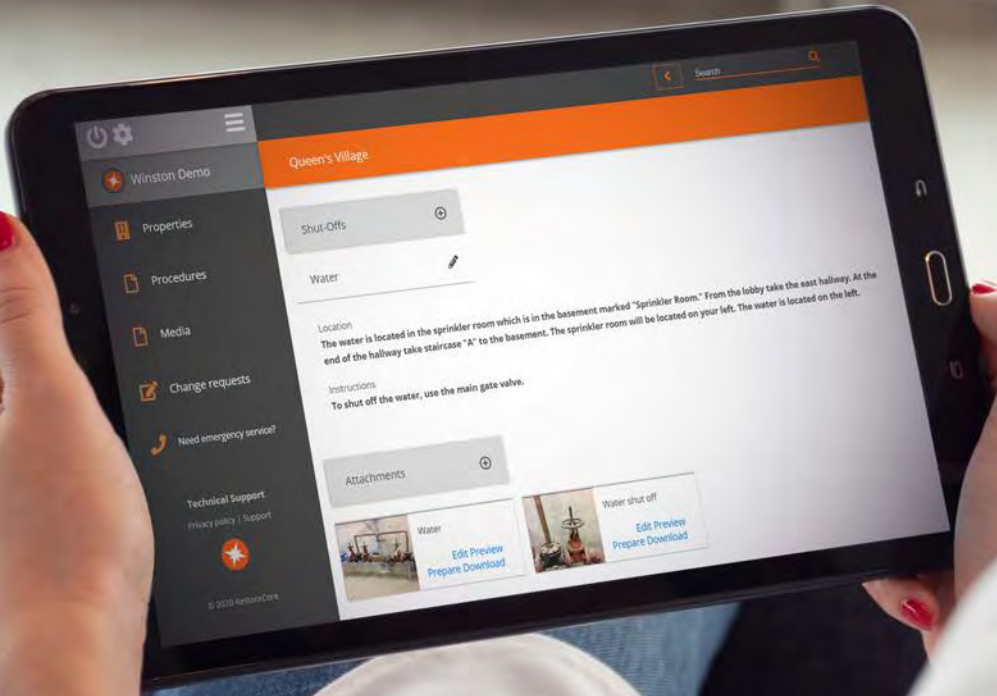 Search
Queen's Village
Winston Demo
Properties
Procedures
Media
Change requests
Need emergency service?
Technical Support
Privacy policy | Support
© 2020 RestoreCore
Shut-Offs
Water
Location
The water is located in the sprinkler room which is in the basement marked "Sprinkler Room." From the lobby take the east hallway. At the
end of the hallway take staircase "A" to the basement. The sprinkler room will be located on your left. The water is located on the left.
Instructions
To shut off the water, use the main gate valve.
Attachments
Water
Edit Preview
Prepare Download
Water shut off
Edit Preview
Prepare Download